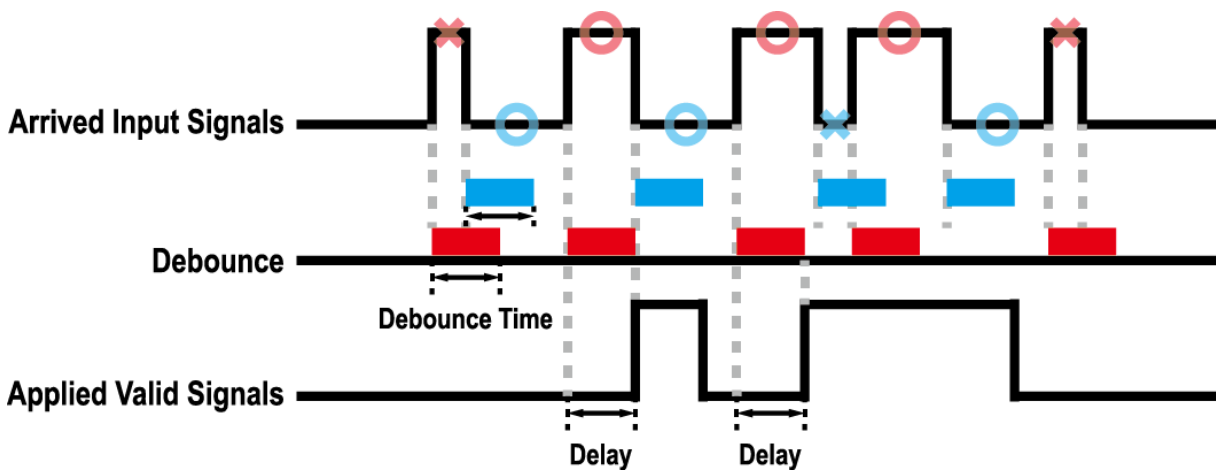 Arrived Input Signals
Debounce
Debounce Time
Applied Valid Signals
Delay
Delay